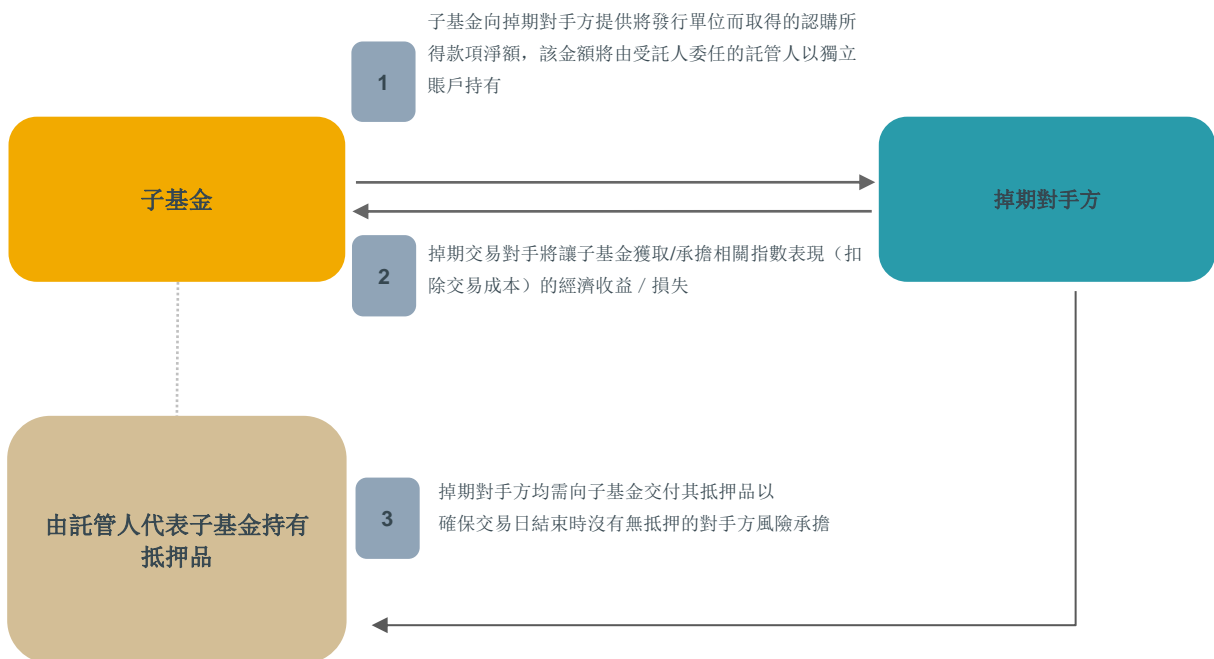 子基金向掉期對手方提供將發行單位而取得的認購所
得款項淨額，該金額將由受託人委任的託管人以獨立
賬戶持有
1
子基金
掉期對手方
2
掉期交易對手將讓子基金獲取/承擔相關指數表現（扣
除交易成本）的經濟收益 / 損失
由託管人代表子基金持有
抵押品
3
掉期對手方均需向子基金交付其抵押品以
確保交易日結束時沒有無抵押的對手方風險承擔